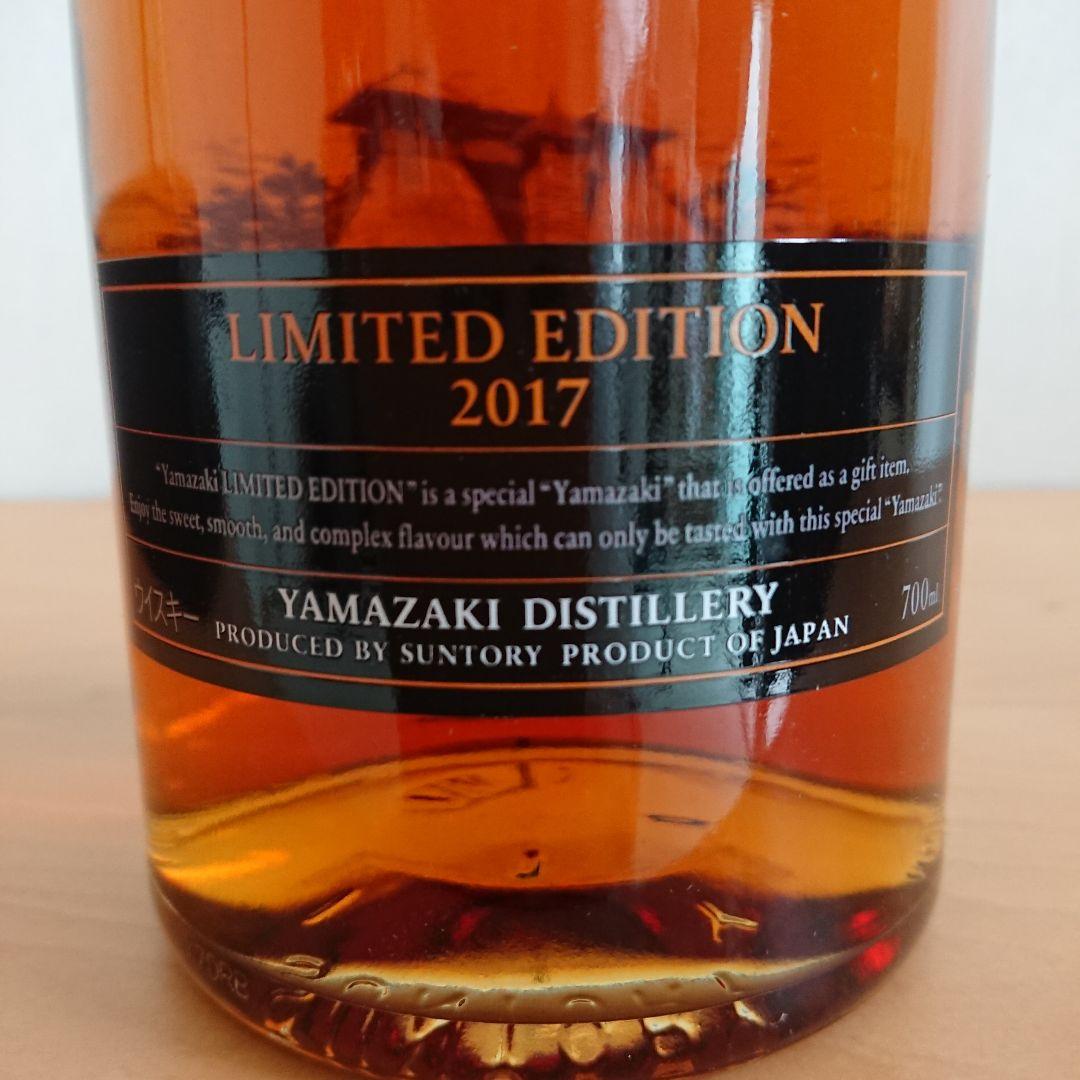 LIMITED EDITION
2017
“Yamazaki LIMITED EDITION” is a special “Yamazaki” that is offered as a gift item.
Enjoy the sweet, smooth, and complex flavour which can only be tasted with this special “Yamazaki”.
ウイスキー YAMAZAKI DISTILLERY 700ml
PRODUCED BY SUNTORY PRODUCT OF JAPAN